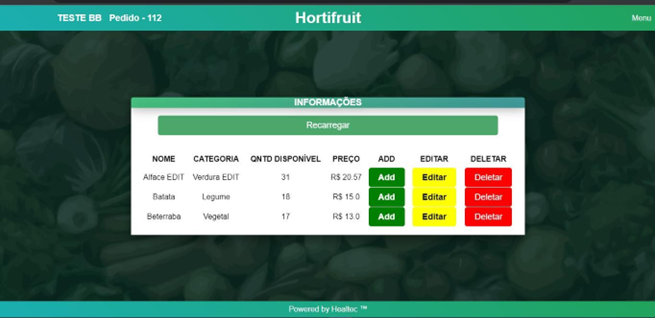 TESTE BB Pedido - 112 Hortifruit Menu
INFORMAÇÕES
Recarregar
NOME CATEGORIA QNTD DISPONÍVEL PREÇO ADD EDITAR DELETAR
Alface EDIT Verdura EDIT 31 R$ 20.57 Add Editar Deletar
Batata Legume 18 R$ 15.0 Add Editar Deletar
Beterraba Vegetal 17 R$ 13.0 Add Editar Deletar
Powered by Healtec ™